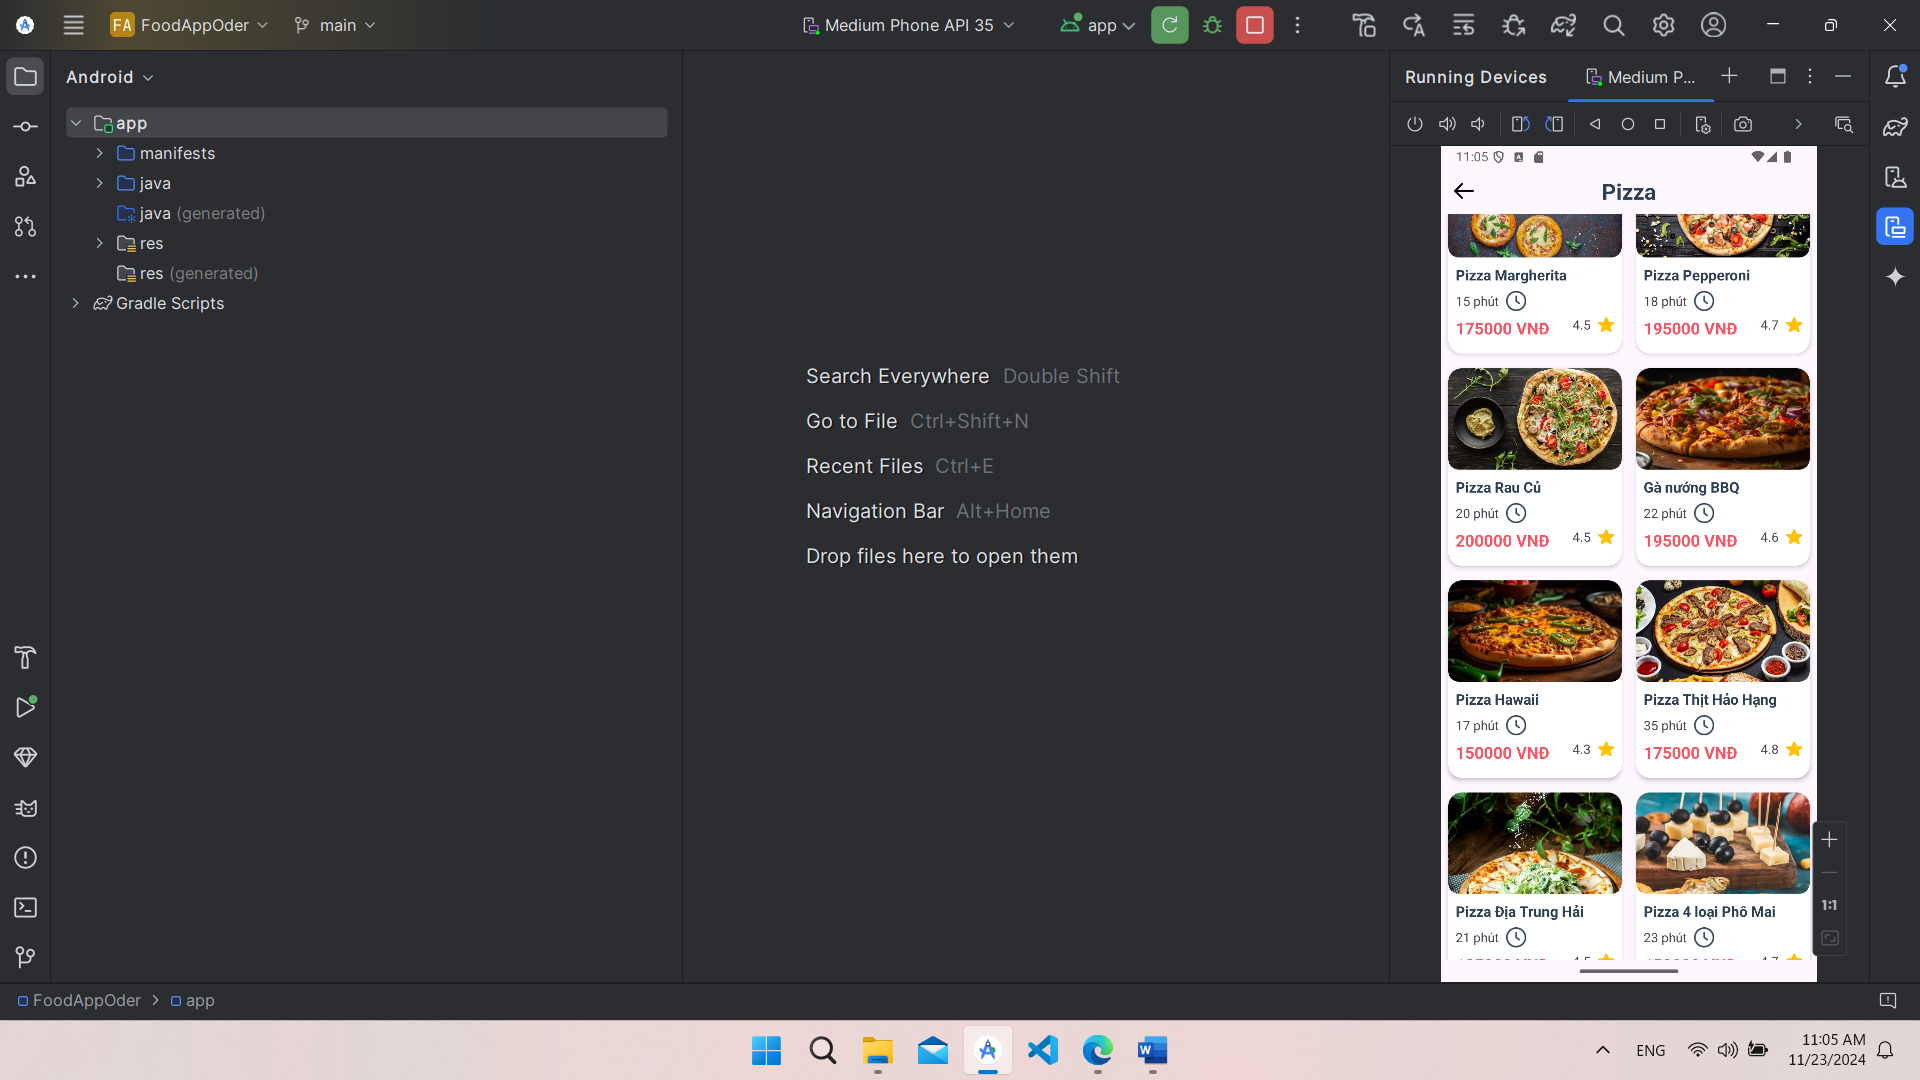 FA FoodAppOder
main
Medium Phone API 35
app
Android
app
manifests
java
java (generated)
res
res (generated)
Gradle Scripts
Search Everywhere Double Shift
Go to File Ctrl+Shift+N
Recent Files Ctrl+E
Navigation Bar Alt+Home
Drop files here to open them
Running Devices
Medium P...
11:05
Pizza
Pizza Margherita
15 phút
175000 VNĐ 4.5
Pizza Pepperoni
18 phút
195000 VNĐ 4.7
Pizza Rau Củ
20 phút
200000 VNĐ 4.5
Gà nướng BBQ
22 phút
195000 VNĐ 4.6
Pizza Hawaii
17 phút
150000 VNĐ 4.3
Pizza Thịt Hảo Hạng
35 phút
175000 VNĐ 4.8
Pizza Địa Trung Hải
21 phút
Pizza 4 loại Phô Mai
23 phút
1:1
FoodAppOder > app
ENG
11:05 AM
11/23/2024